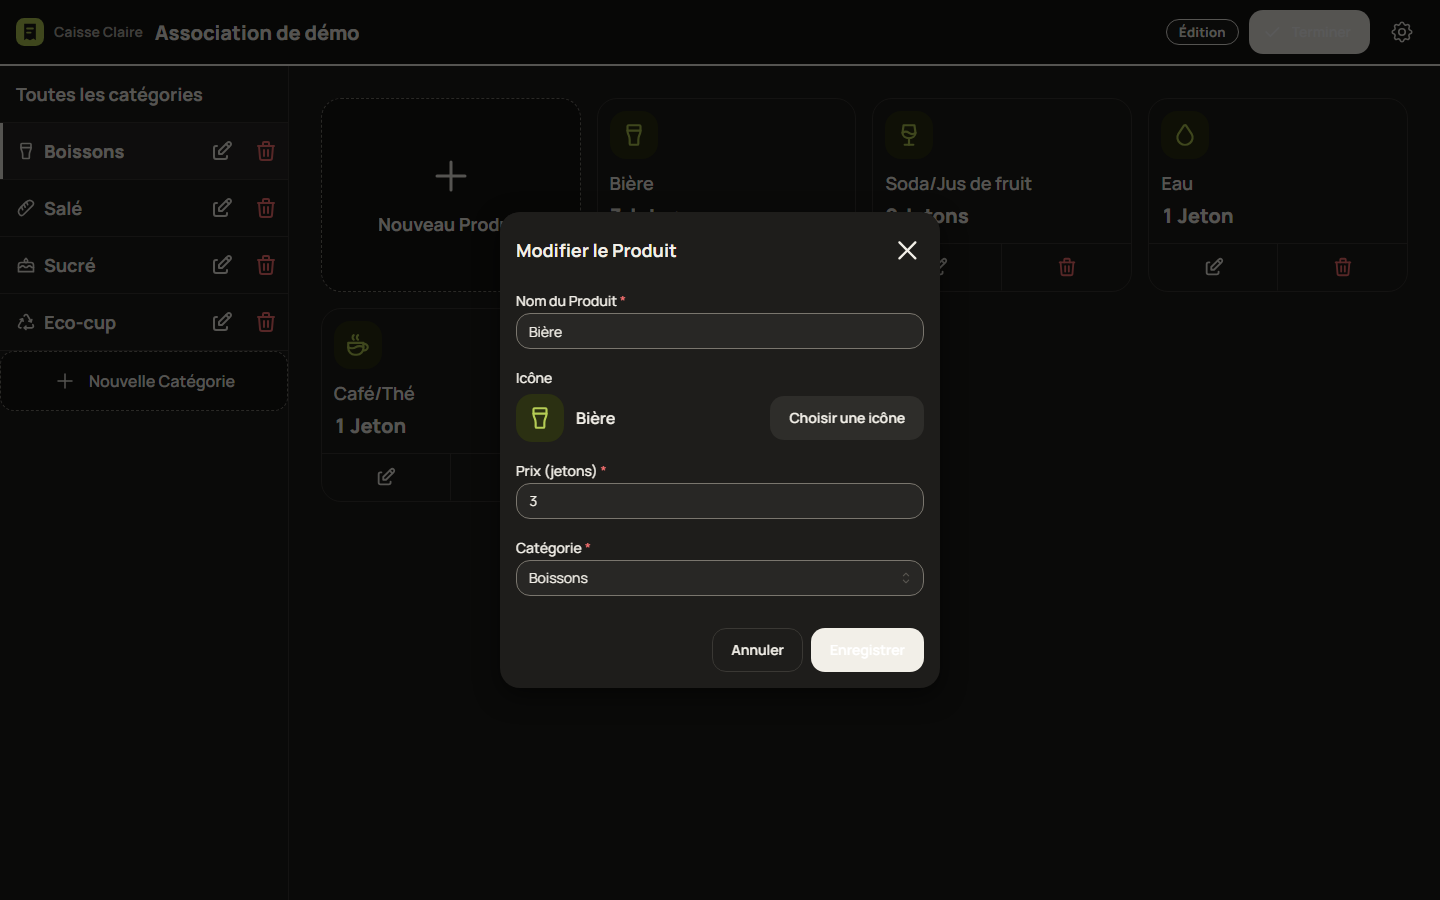 Caisse Claire
Association de démo
Édition
Terminer
Toutes les catégories
Boissons
Salé
Sucré
Eco-cup
Nouvelle Catégorie
Bière
Soda/Jus de fruit
Eau
1 Jeton
Café/Thé
1 Jeton
Modifier le Produit
Nom du Produit *
Bière
Icône
Bière
Choisir une icône
Prix (jetons) *
3
Catégorie *
Boissons
Annuler
Enregistrer